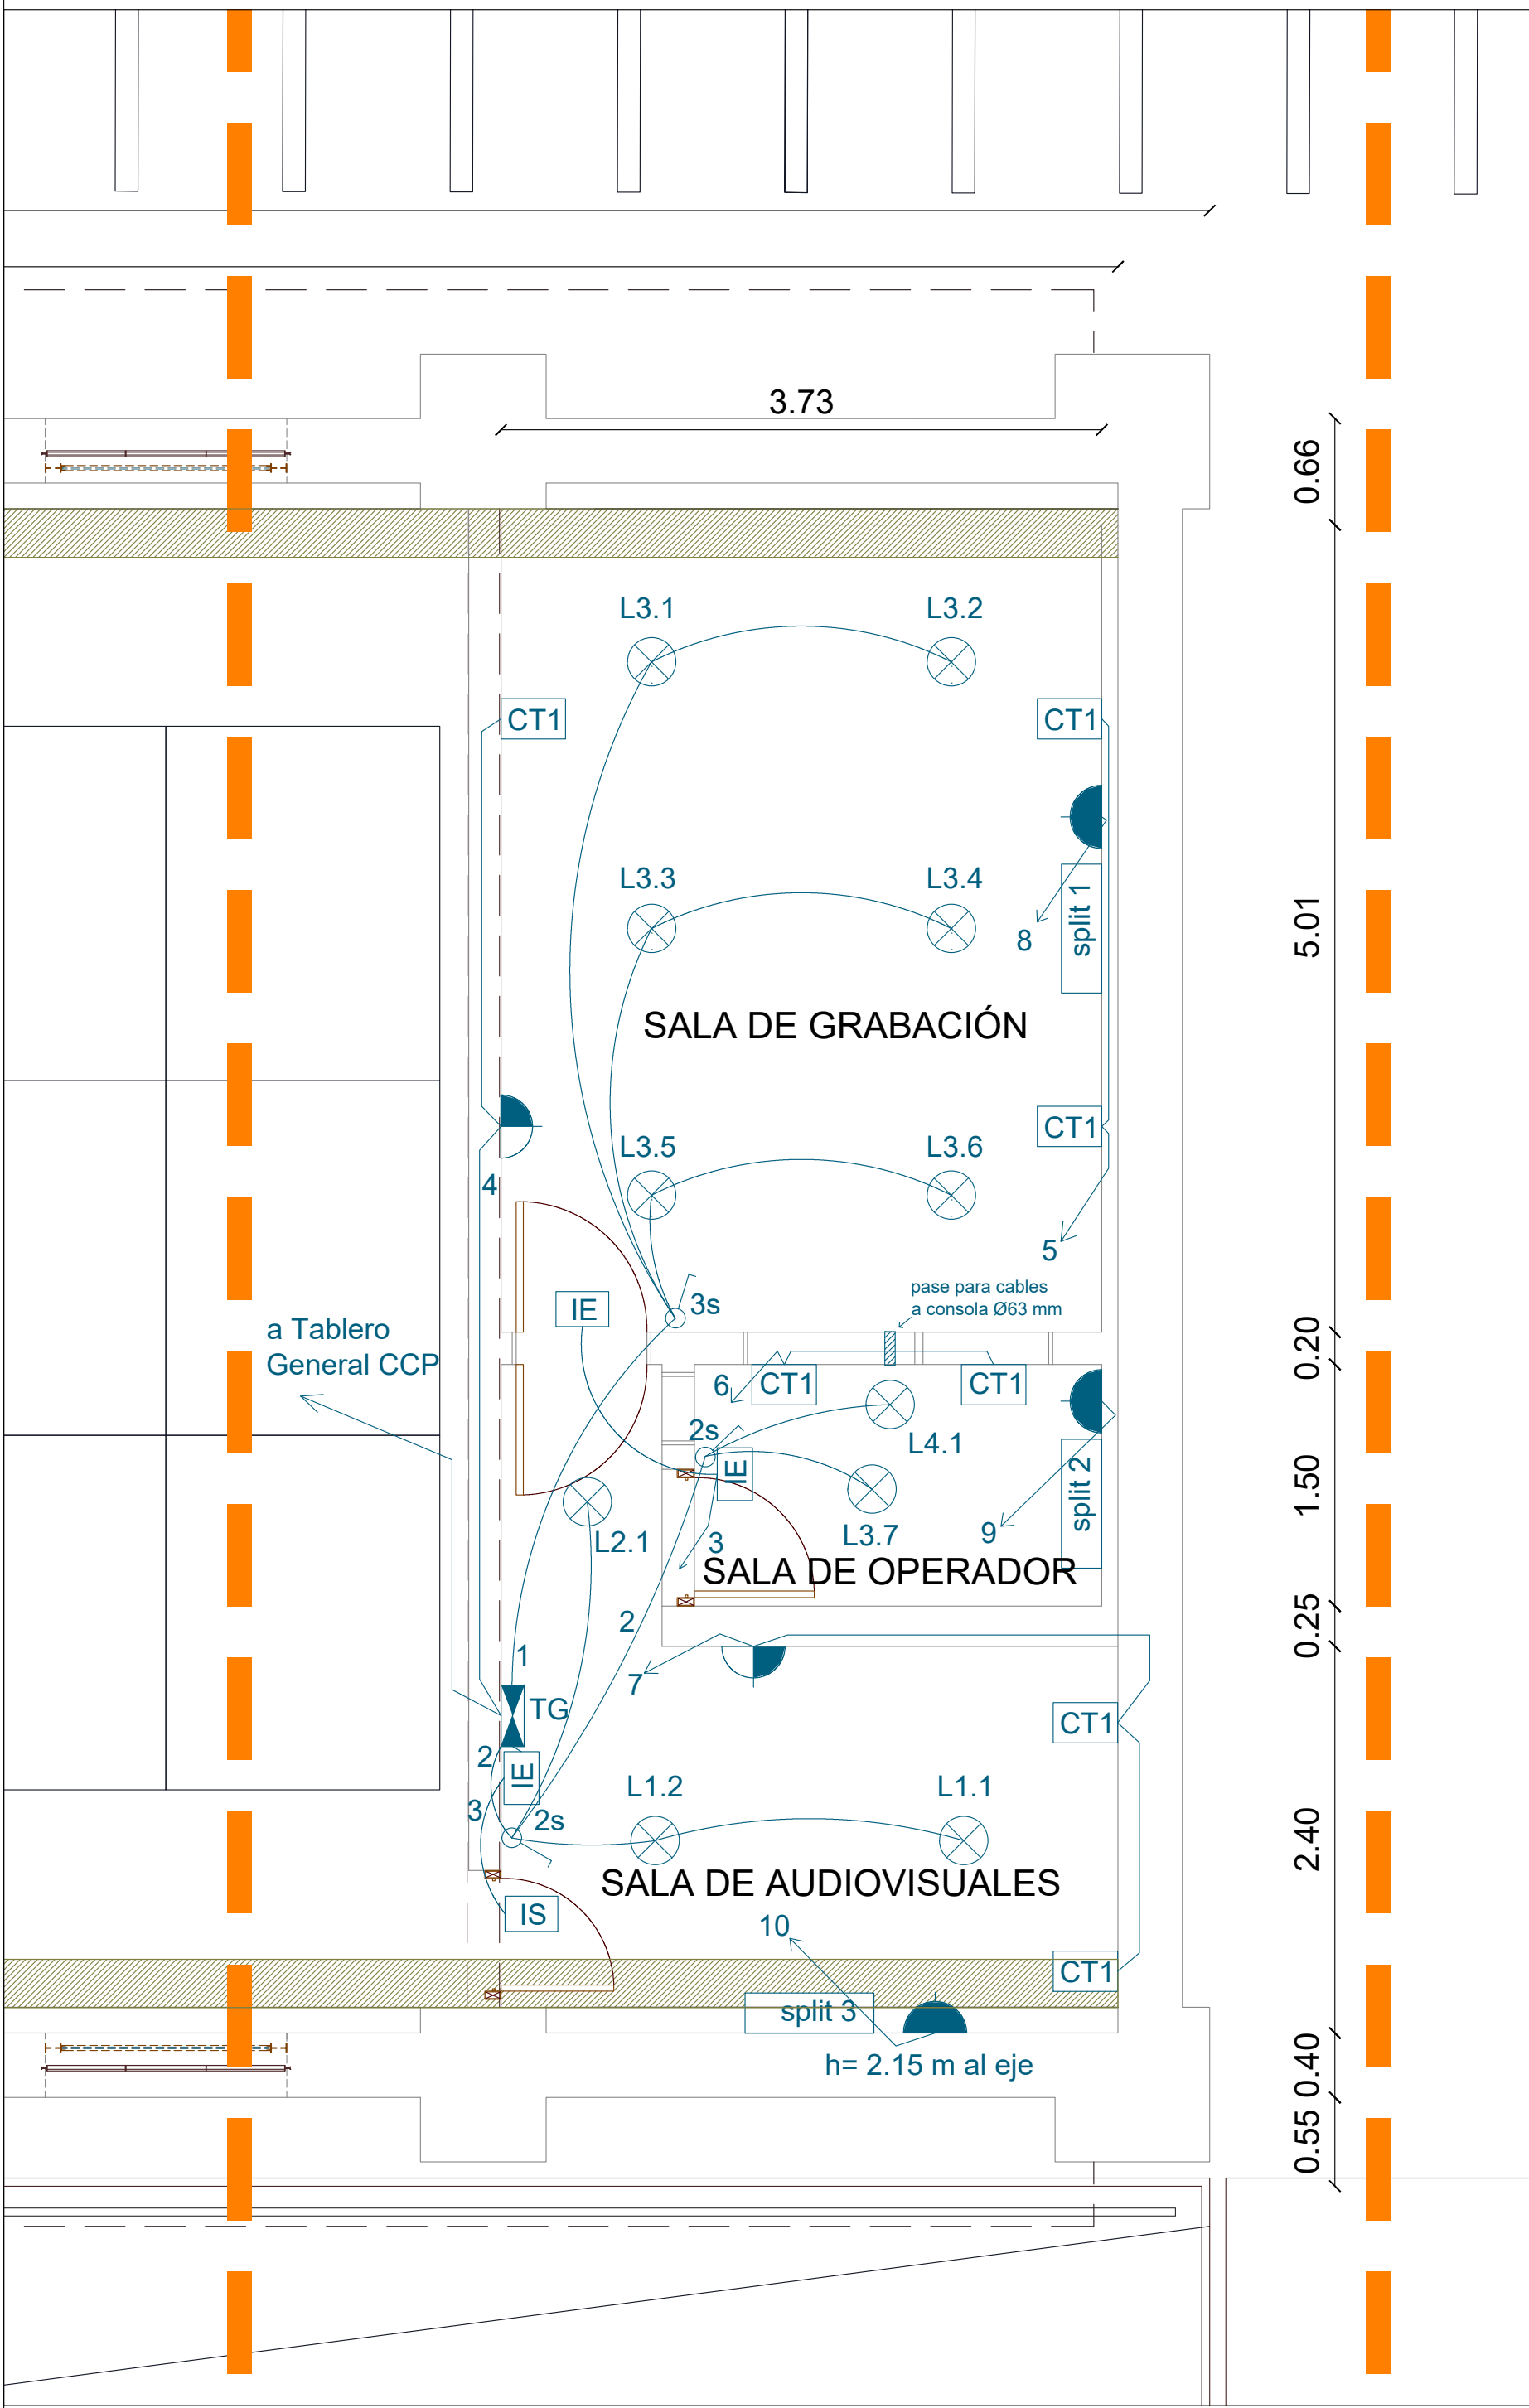 3.73
0.66
L3.1
L3.2
CT1
CT1
L3.3
L3.4
split 1
8
5.01
SALA DE GRABACIÓN
CT1
L3.5
L3.6
4
5
IE
3s
pase para cables
a consola Ø63 mm
a Tablero
General CCP
0.20
6
CT1
CT1
2s
L4.1
IE
split 2
1.50
L2.1
3
L3.7
9
SALA DE OPERADOR
2
0.25
1
7
TG
CT1
2
IE
L1.2
L1.1
3
2s
2.40
SALA DE AUDIOVISUALES
IS
10
CT1
split 3
h= 2.15 m al eje
0.40
0.55